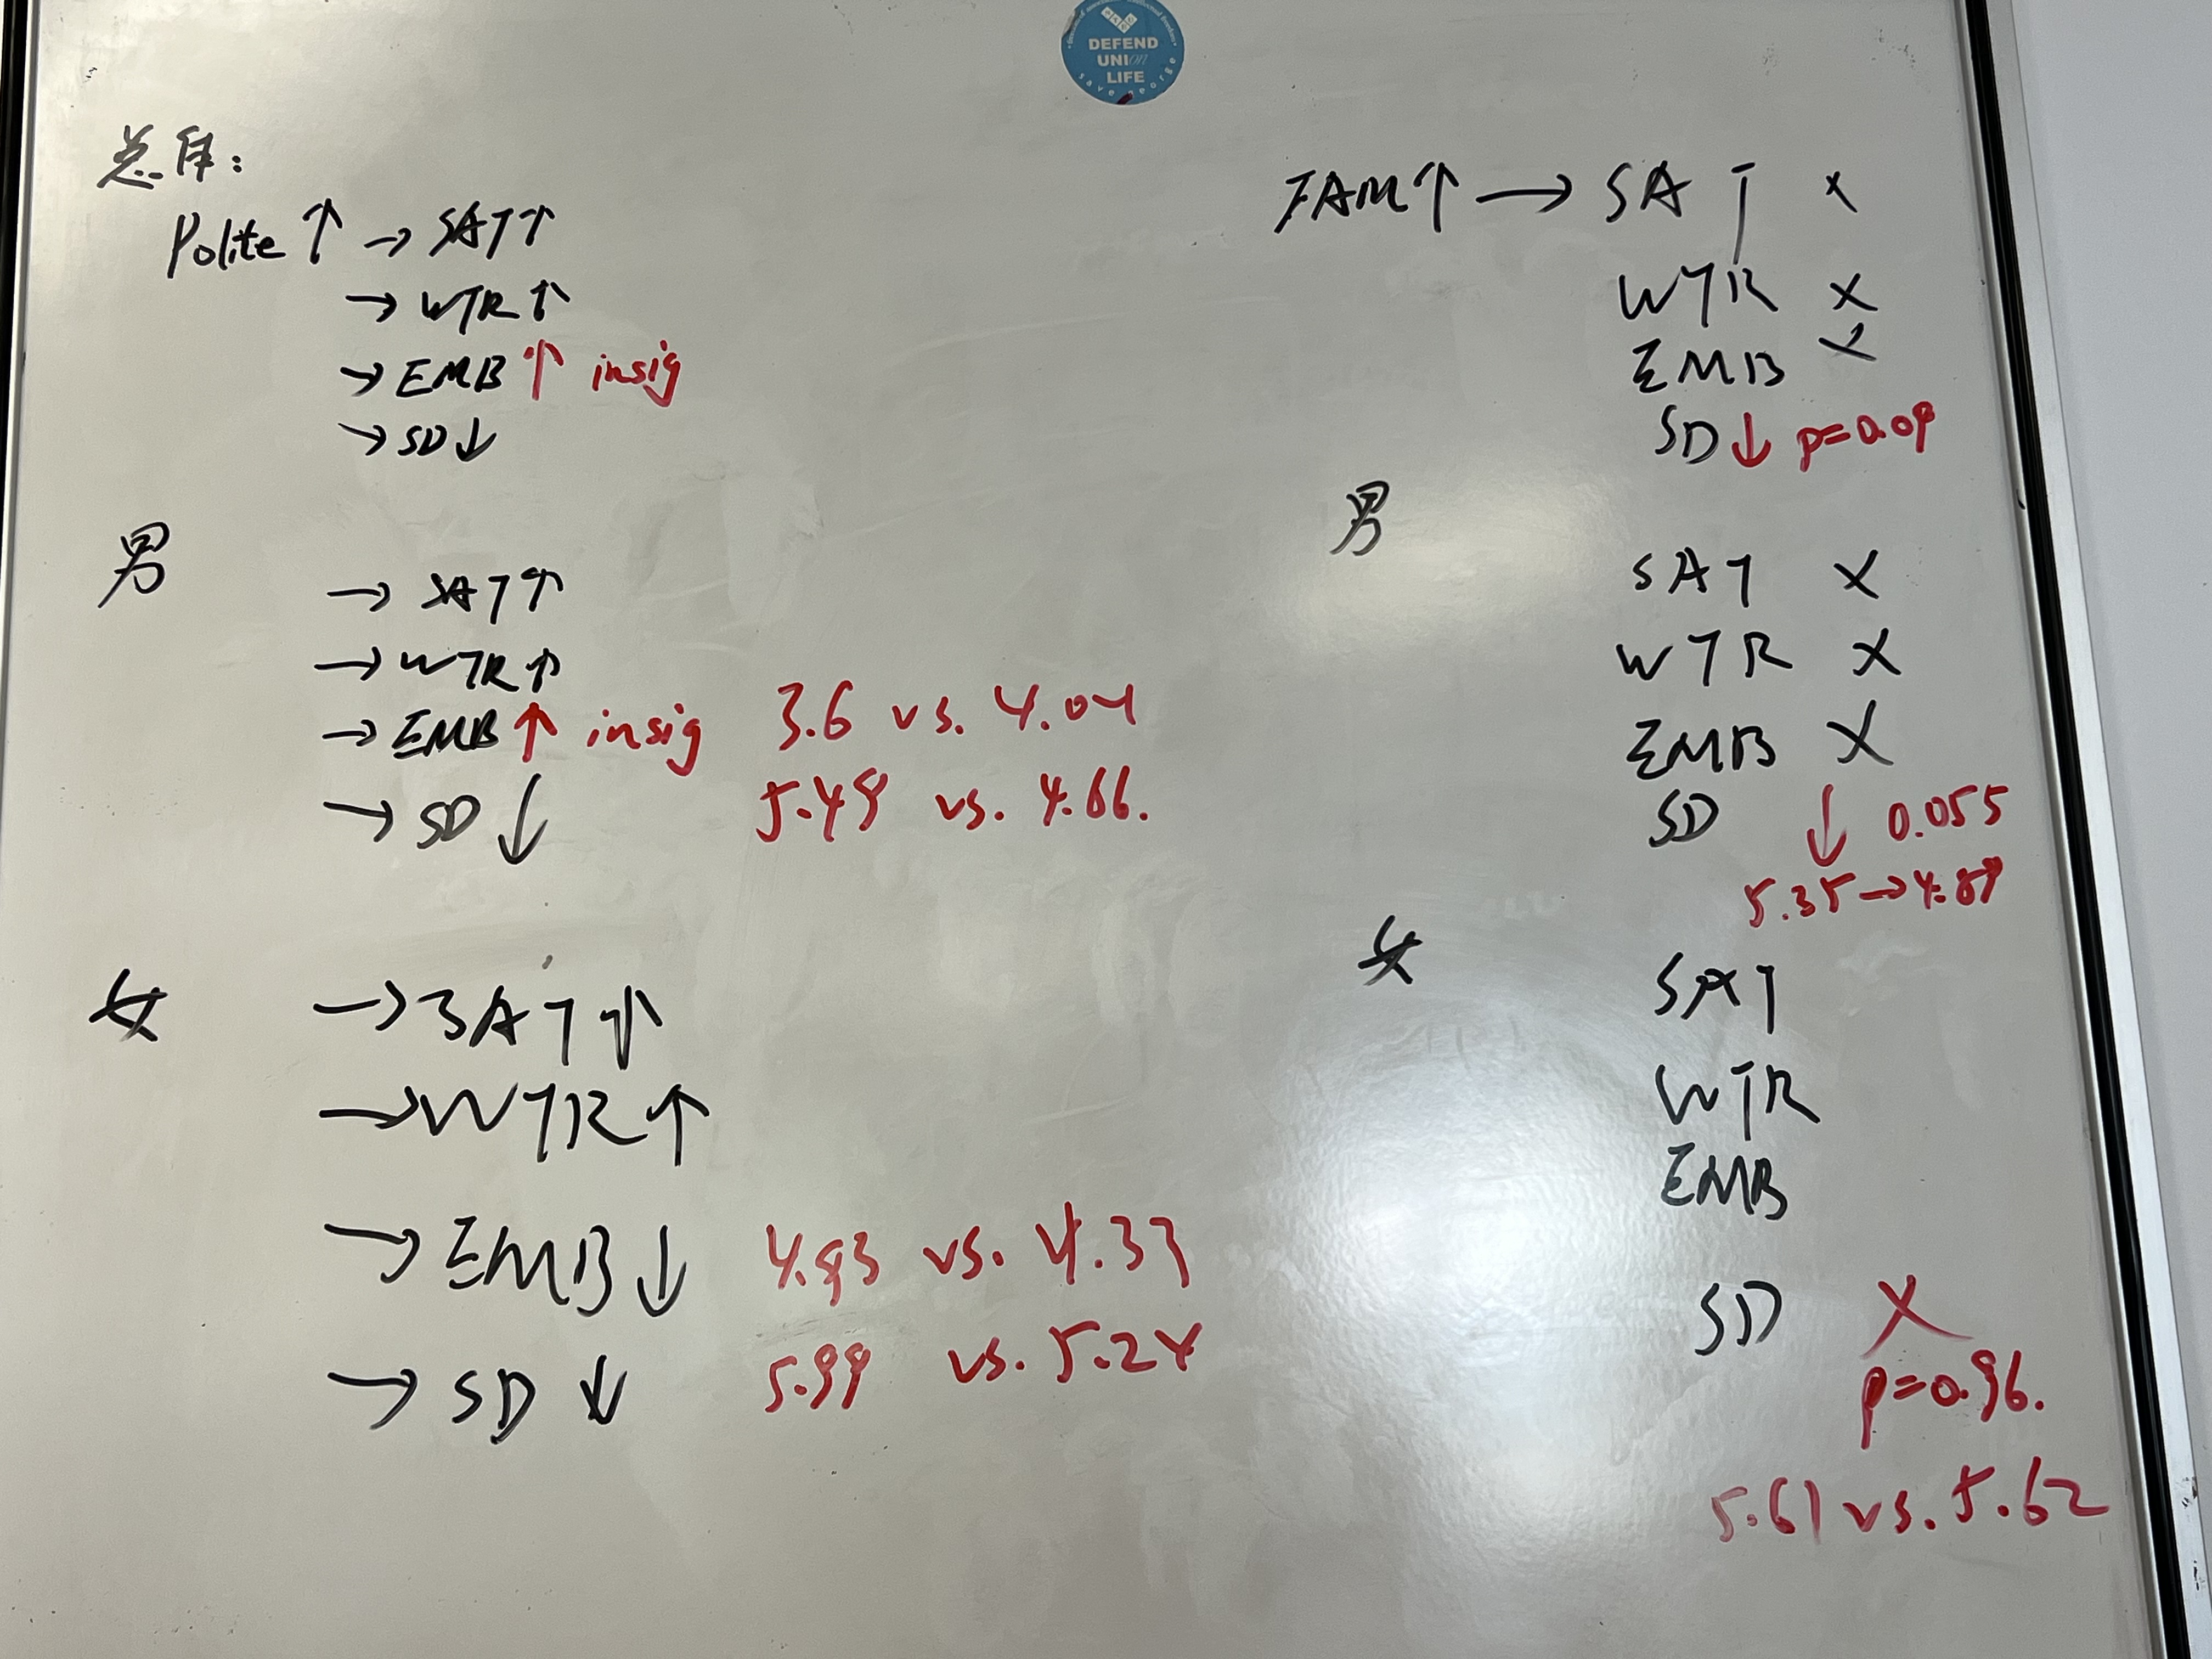 DEFEND
UNION
LIFE
save george
总体:
Polite ↑ → SAT ↑
→ WTR ↑
→ EMB ↑ insig
→ SD ↓
男
→ SAT ↑
→ WTR ↑
→ EMB ↑ insig 3.6 vs. 4.04
→ SD ↓ 5.49 vs. 4.66.
女
→ SAT ↑
→ WTR ↑
→ EMB ↓ 4.93 vs. 4.33
→ SD ↓ 5.99 vs. 5.24
FAM ↑ → SAT ×
WTR ×
EMB ×
SD ↓ p=0.09
男
SAT ×
WTR ×
EMB ×
SD ↓ 0.055
5.35 → 4.89
女
SAT
WTR
EMB
SD ×
p=0.96.
5.61 vs. 5.62